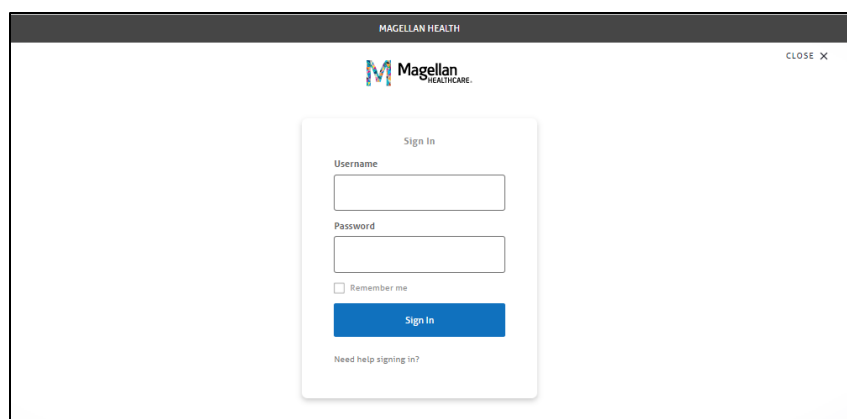 MAGELLAN HEALTH
CLOSE X
Magellan
HEALTHCARE.
Sign In
Username
Password
Remember me
Sign In
Need help signing in?